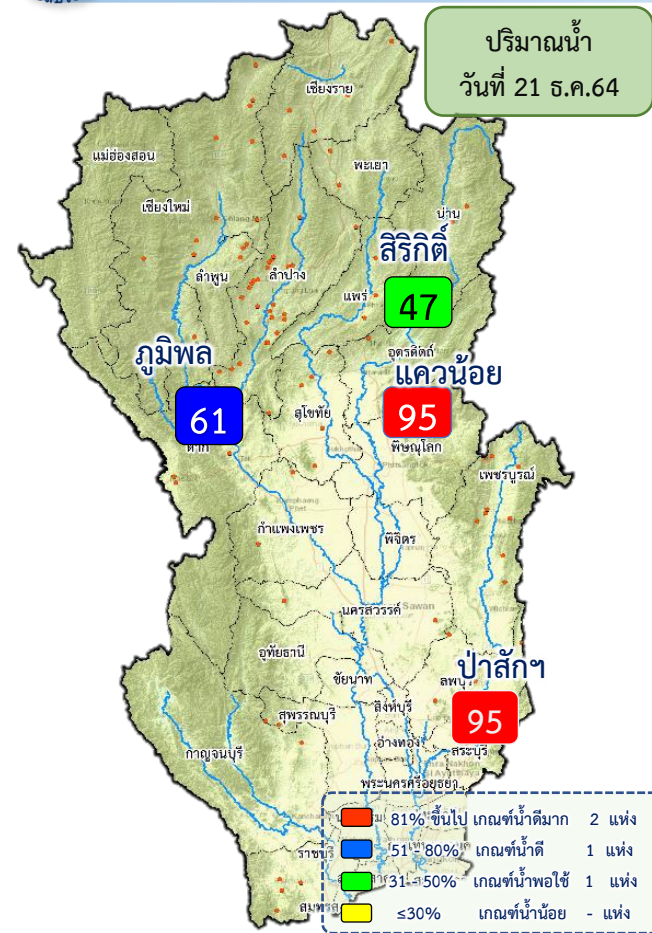 ปริมาณน้ำ
วันที่ 21 ธ.ค.64
เชียงราย
แม่ฮ่องสอน
พะเยา
เชียงใหม่
น่าน
สิริกิติ์
ลำพูน
ลำปาง
แพร่
47
อุตรดิตถ์
ภูมิพล
แควน้อย
61
สุโขทัย
95
ตาก
พิษณุโลก
เพชรบูรณ์
กำแพงเพชร
พิจิตร
นครสวรรค์
อุทัยธานี
ป่าสักฯ
ชัยนาท
ลพบุรี
สิงห์บุรี
สุพรรณบุรี
95
อ่างทอง
สระบุรี
กาญจนบุรี
พระนครศรีอยุธยา
81% ขึ้นไป เกณฑ์น้ำดีมาก 2 แห่ง
51 - 80% เกณฑ์น้ำดี 1 แห่ง
ราชบุรี
31 - 50% เกณฑ์น้ำพอใช้ 1 แห่ง
≤30% เกณฑ์น้ำน้อย - แห่ง